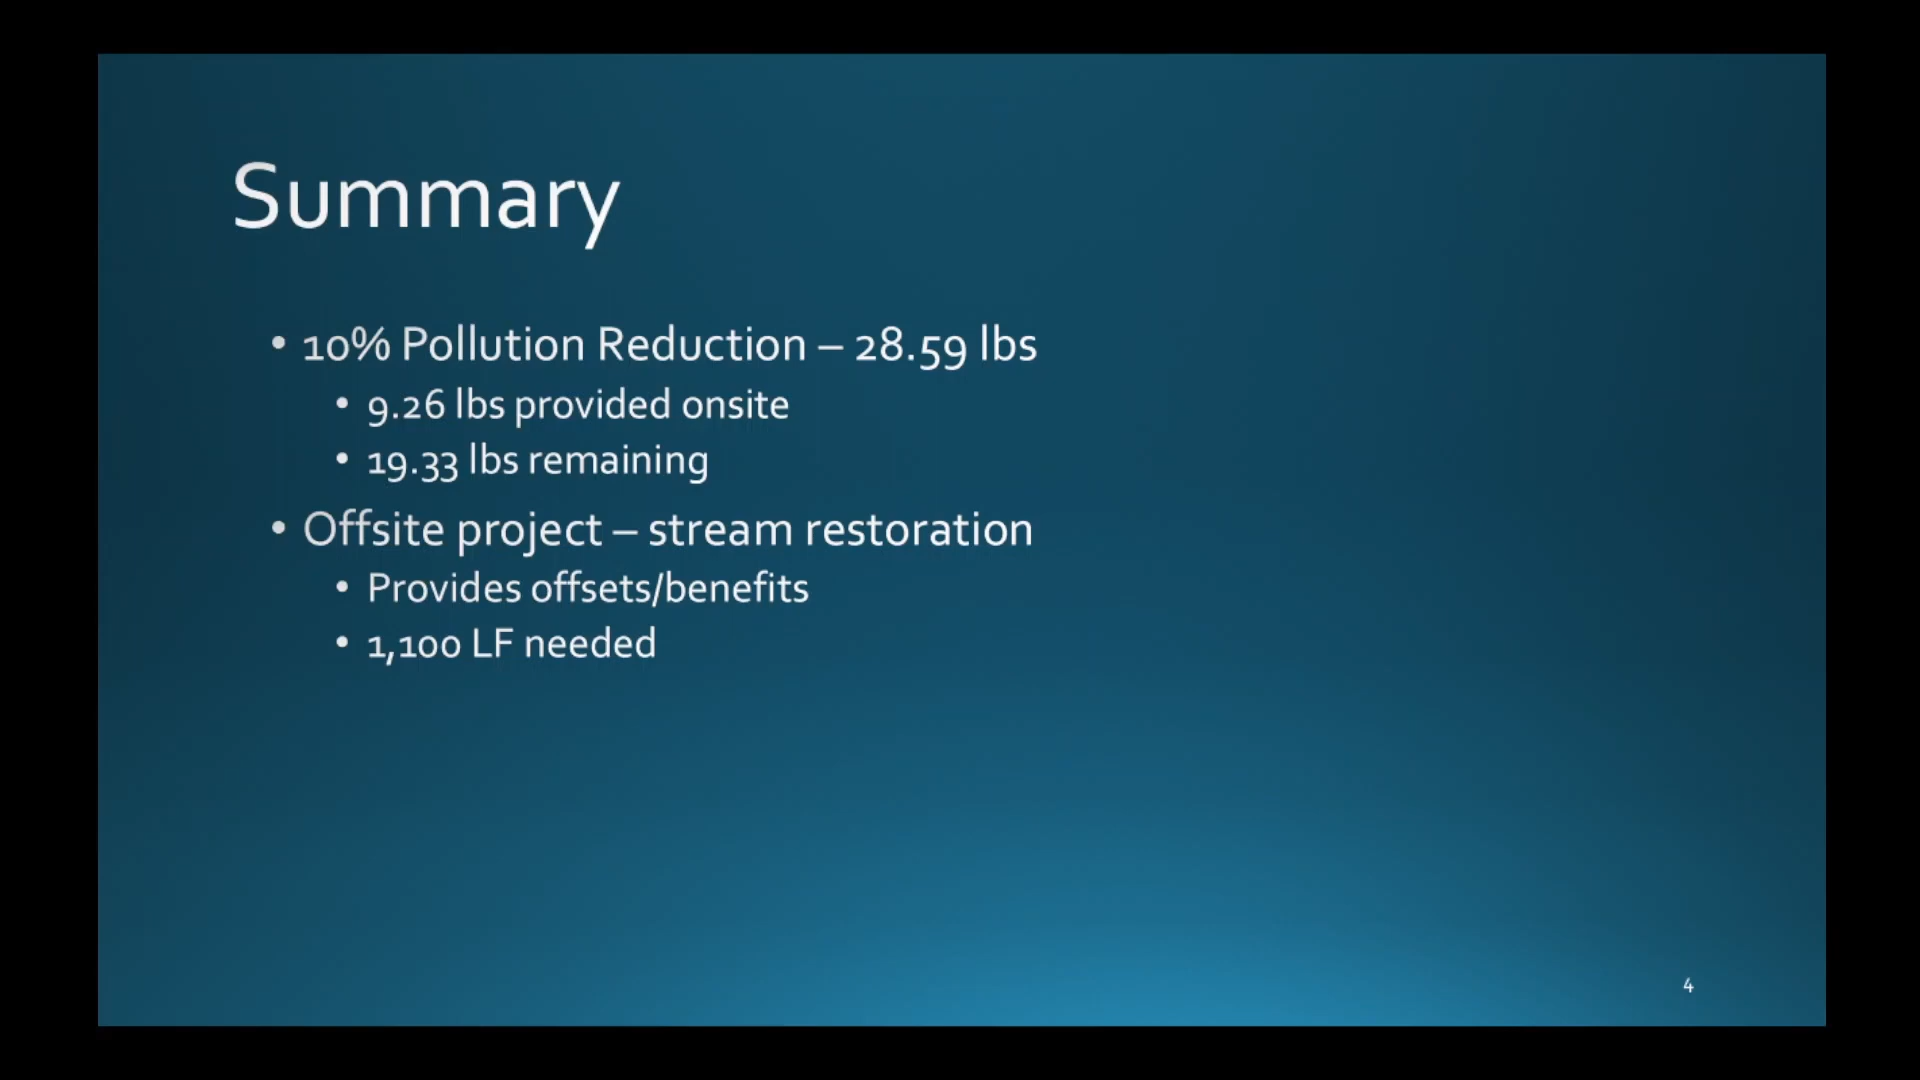 Summary
• 10% Pollution Reduction – 28.59 lbs
• 9.26 lbs provided onsite
• 19.33 lbs remaining
• Offsite project – stream restoration
• Provides offsets/benefits
• 1,100 LF needed
4